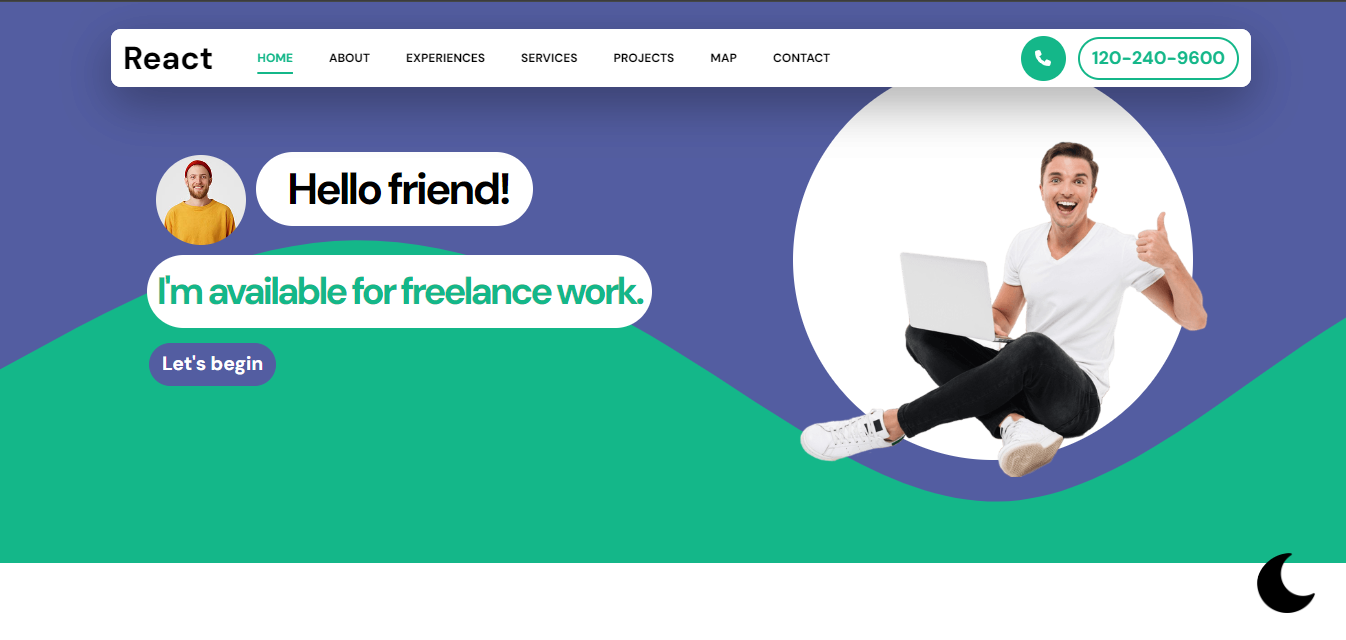 React HOME ABOUT EXPERIENCES SERVICES PROJECTS MAP CONTACT 120-240-9600
Hello friend!
I'm available for freelance work.
Let's begin